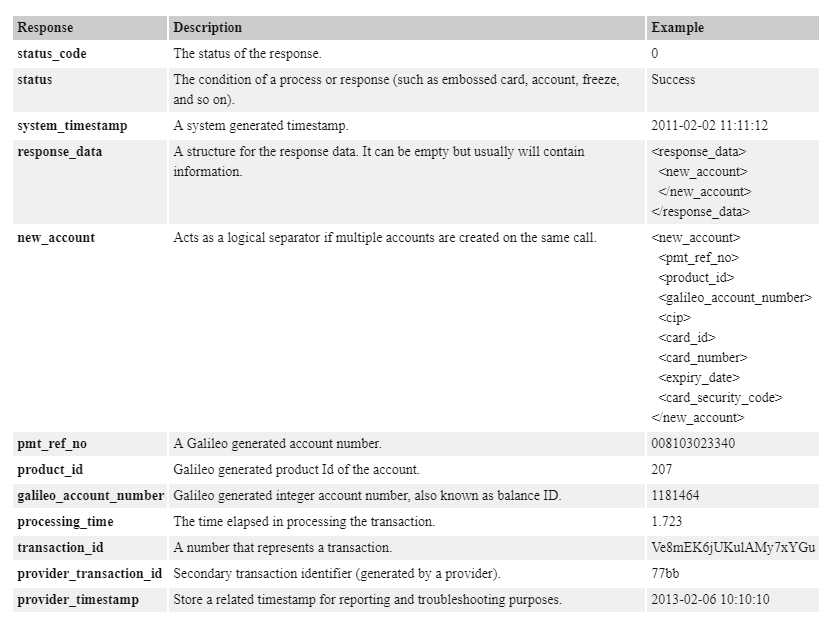 Response Description Example
status_code The status of the response. 0
status The condition of a process or response (such as embossed card, account, freeze, Success
and so on).
system_timestamp A system generated timestamp. 2011-02-02 11:11:12
response_data A structure for the response data. It can be empty but usually will contain <response_data>
information. <new_account>
</new_account>
</response_data>
new_account Acts as a logical separator if multiple accounts are created on the same call. <new_account>
<pmt_ref_no>
<product_id>
<galileo_account_number>
<cip>
<card_id>
<card_number>
<expiry_date>
<card_security_code>
</new_account>
pmt_ref_no A Galileo generated account number. 008103023340
product_id Galileo generated product Id of the account. 207
galileo_account_number Galileo generated integer account number, also known as balance ID. 1181464
processing_time The time elapsed in processing the transaction. 1.723
transaction_id A number that represents a transaction. Ve8mEK6jUKulAMy7xYGu
provider_transaction_id Secondary transaction identifier (generated by a provider). 77bb
provider_timestamp Store a related timestamp for reporting and troubleshooting purposes. 2013-02-06 10:10:10